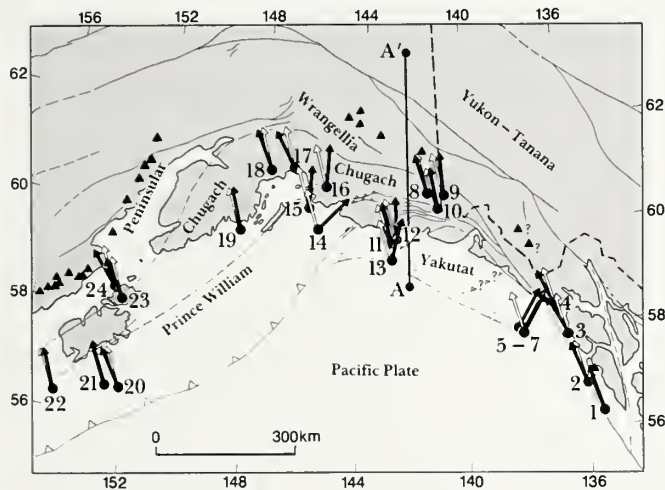 156 152 148 144 140 136
62
A'
Yukon – Tanana
Wrangellia
62
Peninsular
18 17
Chugach
8 9
60
Chugach
16
10
60
15
19
14
11 12
13
Yakutat
?
?
24
23
Prince William
A
??
4
58
5 – 7
3
58
Pacific Plate
22
21 20
2
1
56
0 300km
56
152 148 144 140 136